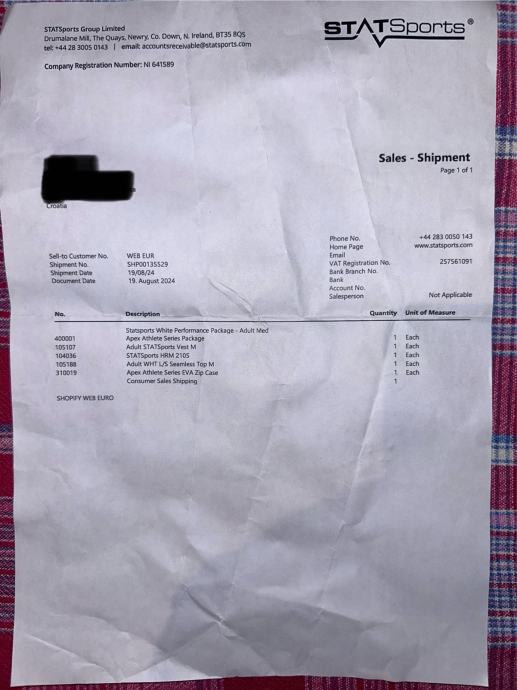 STATSports Group Limited
Drumalane Mill, The Quays, Newry, Co. Down, N. Ireland, BT35 8QS
tel: +44 28 3005 0143 | email: accountsreceivable@statsports.com
Company Registration Number: NI 641589
STATSports®
Sales - Shipment
Page 1 of 1
Croatia
Phone No. +44 283 0050 143
Home Page www.statsports.com
Email
VAT Registration No. 257561091
Bank Branch No.
Bank
Account No.
Salesperson Not Applicable
Sell-to Customer No. WEB EUR
Shipment No. SHP00135529
Shipment Date 19/08/24
Document Date 19. August 2024
No. Description Quantity Unit of Measure
Statsports White Performance Package - Adult Med
400001 Apex Athlete Series Package 1 Each
105107 Adult STATSports Vest M 1 Each
104036 STATSports HRM 210S 1 Each
105188 Adult WHT L/S Seamless Top M 1 Each
310019 Apex Athlete Series EVA Zip Case 1 Each
Consumer Sales Shipping 1
SHOPIFY WEB EURO